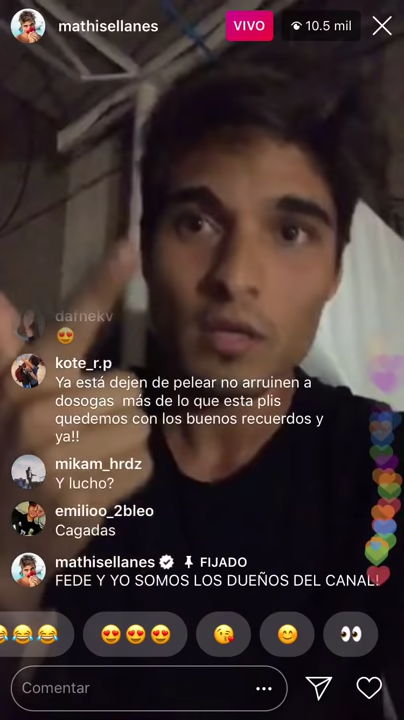 mathisellanes
VIVO
10.5 mil
dafnekv
😍
kote_r.p
Ya está dejen de pelear no arruinen a
dosogas más de lo que esta plis
quedemos con los buenos recuerdos y
ya!!
mikam_hrdz
Y lucho?
emilioo_2bleo
Cagadas
mathisellanes FIJADO
FEDE Y YO SOMOS LOS DUEÑOS DEL CANAL!
Comentar